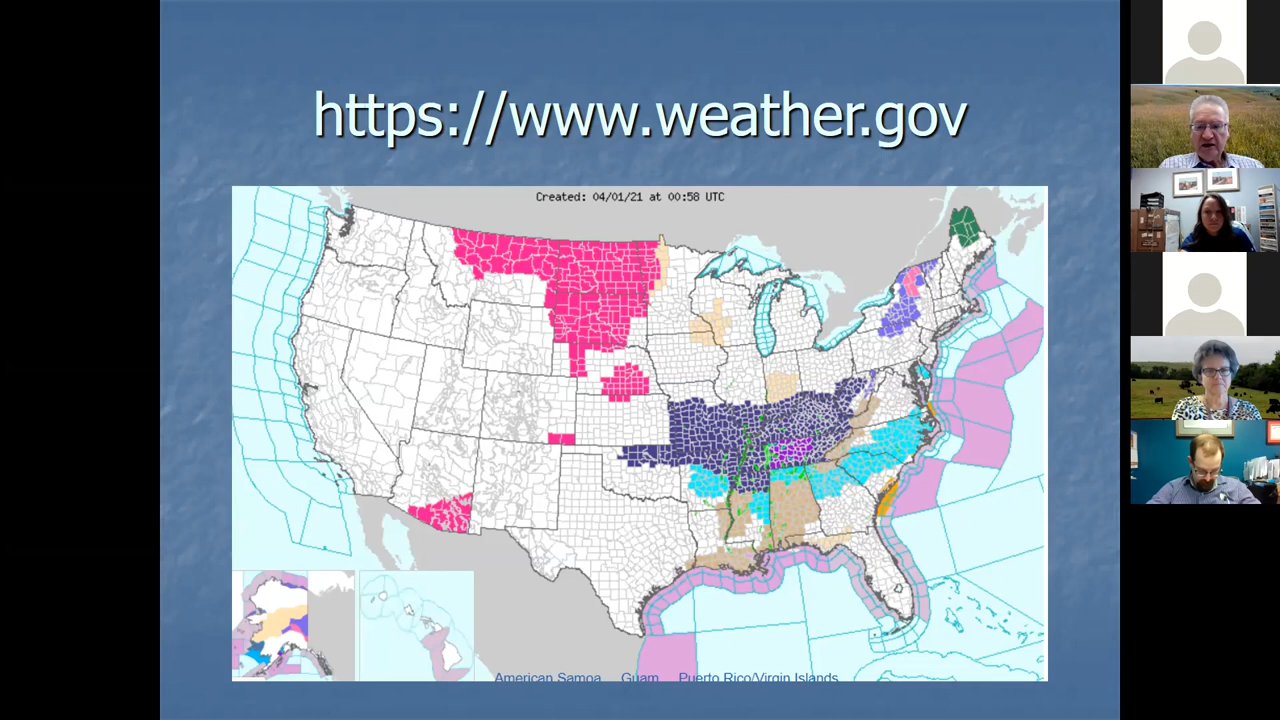 https://www.weather.gov
Created: 04/01/21 at 00:58 UTC
American Samoa Guam Puerto Rico/Virgin Islands